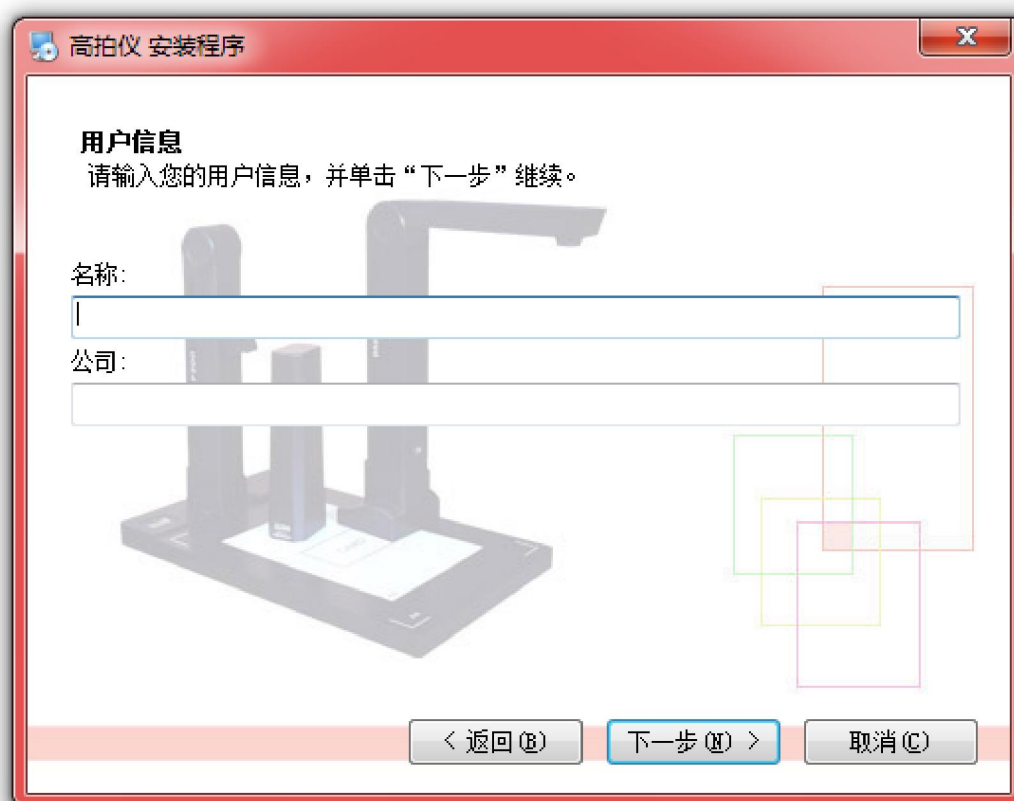 高拍仪 安装程序
用户信息
请输入您的用户信息，并单击“下一步”继续。
名称:
公司:
< 返回(B)
下一步(N) >
取消(C)